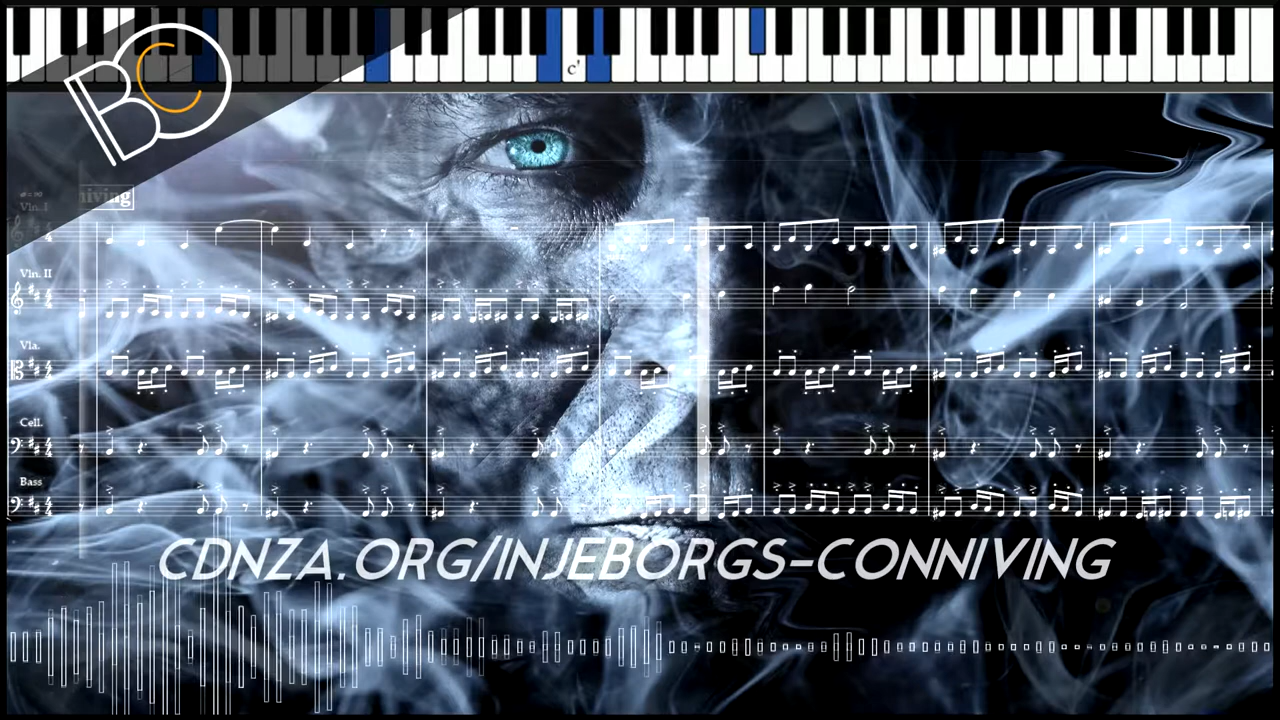 BC
c'
niving
Vln. I
Vln. II
Vla.
Cell.
Bass
CDNZA.ORG/INJEBORGS-CONNIVING